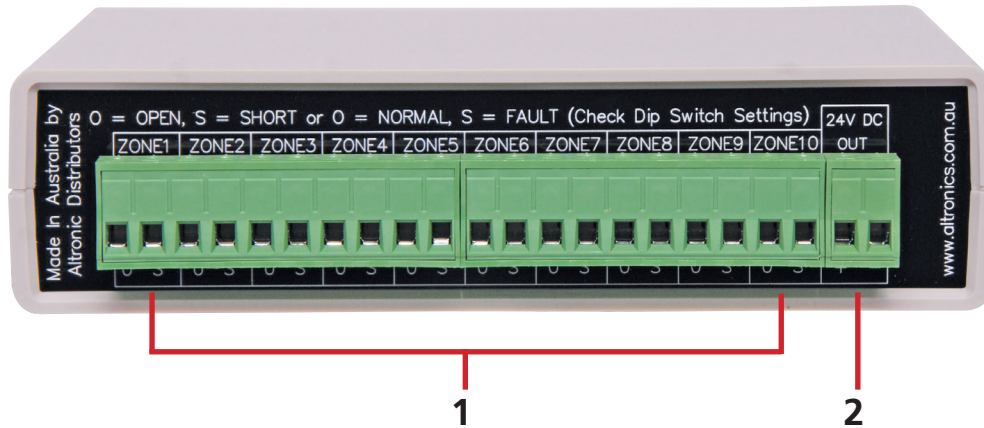 O = OPEN, S = SHORT or O = NORMAL, S = FAULT (Check Dip Switch Settings)
ZONE1 ZONE2 ZONE3 ZONE4 ZONE5 ZONE6 ZONE7 ZONE8 ZONE9 ZONE10
24V DC
OUT
Made In Australia by
Altronic Distributors
www.altronics.com.au
O S O S O S O S O S O S O S O S O S O S
1
2